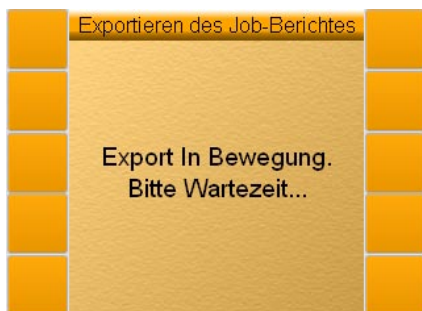 Exportieren des Job-Berichtes
Export In Bewegung.
Bitte Wartezeit...